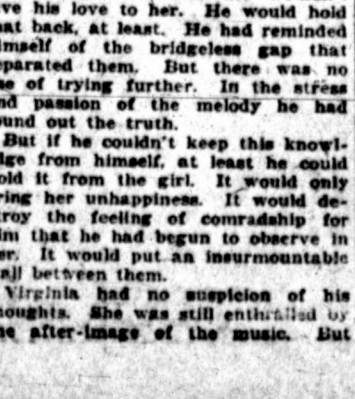 ve his love to her. He would hold
at back, at least. He had reminded
imself of the bridgeless gap that
eparated them. But there was no
e of trying further. In the stress
nd passion of the melody he had
ound out the truth.
But if he couldn't keep this knowl-
dge from himself, at least he could
old it from the girl. It would only
ring her unhappiness. It would de-
troy the feeling of comradship for
im that he had begun to observe in
er. It would put an insurmountable
all between them.
Virginia had no suspicion of his
houghts. She was still enthralled by
he after-image of the music. But